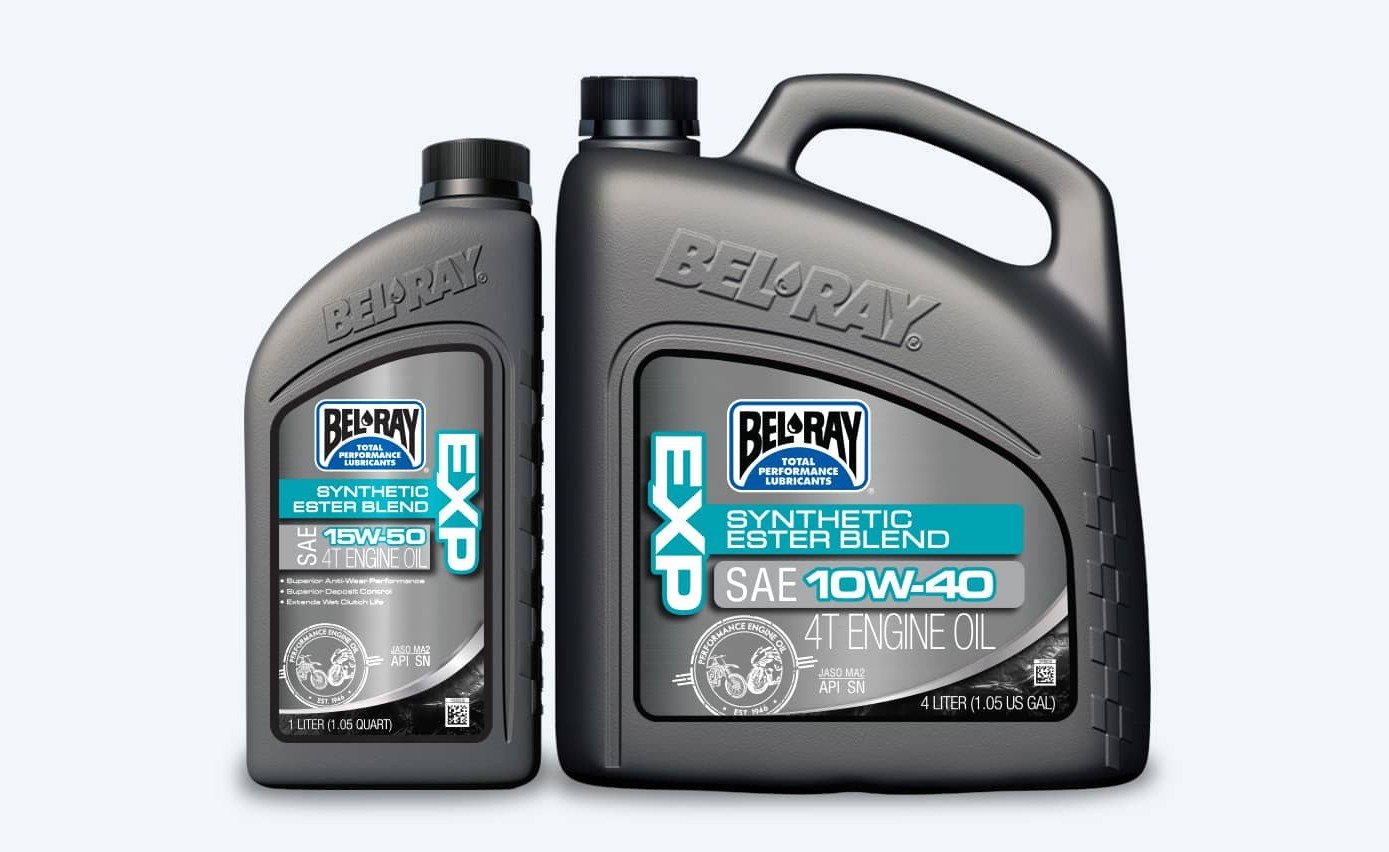 BEL-RAY
BEL-RAY
TOTAL
PERFORMANCE
LUBRICANTS
EXP
SYNTHETIC
ESTER BLEND
SAE 15W-50
4T ENGINE OIL
• Superior Anti-Wear Performance
• Superior Deposit Control
• Extends Wet Clutch Life
PERFORMANCE ENGINE OIL
• EST. 1946 •
JASO MA2
API SN
1 LITER (1.05 QUART)
BEL-RAY
BEL-RAY
TOTAL
PERFORMANCE
LUBRICANTS
EXP
SYNTHETIC
ESTER BLEND
SAE 10W-40
4T ENGINE OIL
PERFORMANCE ENGINE OIL
• EST. 1946 •
JASO MA2
API SN
4 LITER (1.05 US GAL)